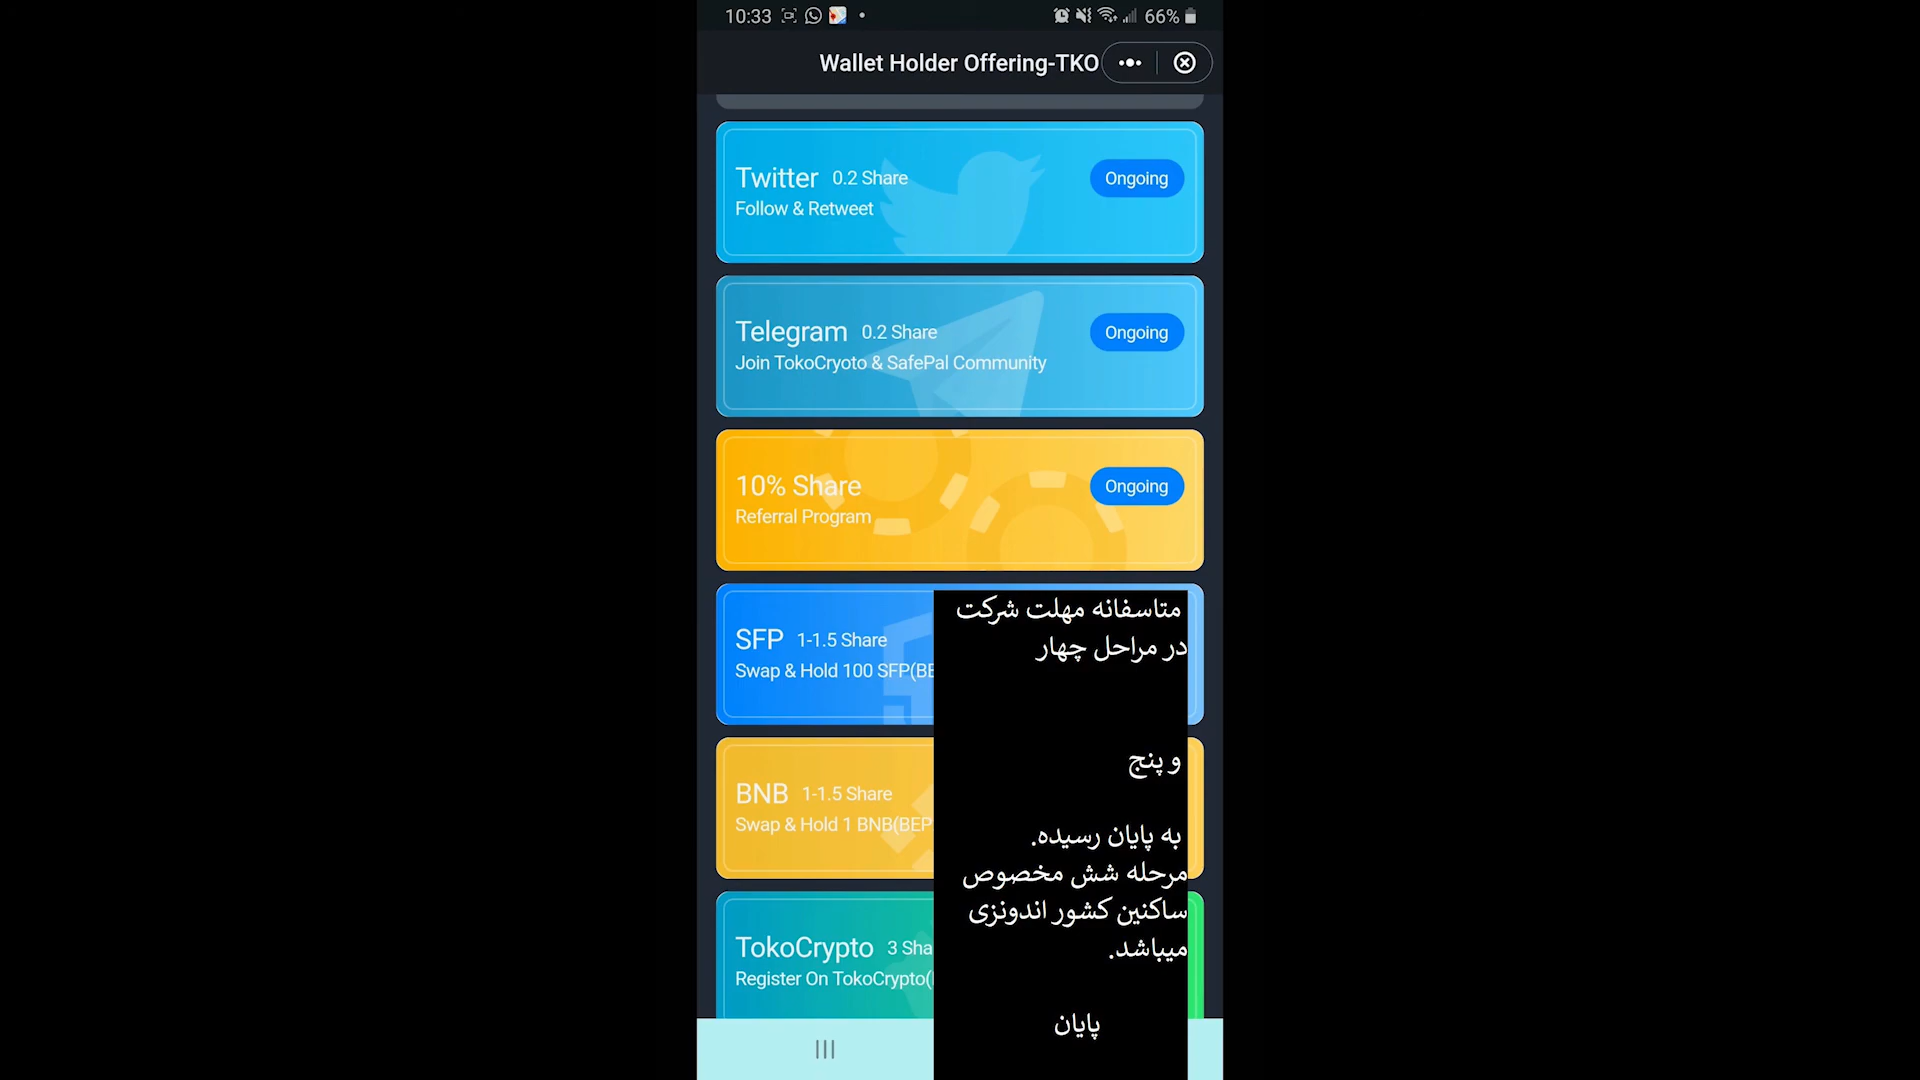 10:33
66%
Wallet Holder Offering-TKO
Twitter 0.2 Share
Ongoing
Follow & Retweet
Telegram 0.2 Share
Ongoing
Join TokoCryoto & SafePal Community
10% Share
Ongoing
Referral Program
SFP 1-1.5 Share
Swap & Hold 100 SFP(BE
BNB 1-1.5 Share
Swap & Hold 1 BNB(BEP
TokoCrypto 3 Sha
Register On TokoCrypto(
متاسفانه مهلت شرکت
در مراحل چهار
و پنج
به پایان رسیده.
مرحله شش مخصوص
ساکنین کشور اندونزی
میباشد.
پایان